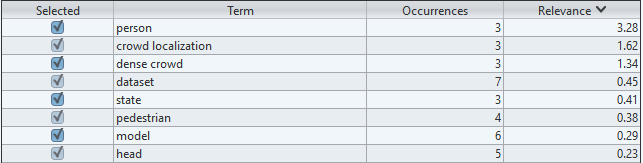 Selected Term Occurrences Relevance
person 3 3.28
crowd localization 3 1.62
dense crowd 3 1.34
dataset 7 0.45
state 3 0.41
pedestrian 4 0.38
model 6 0.29
head 5 0.23